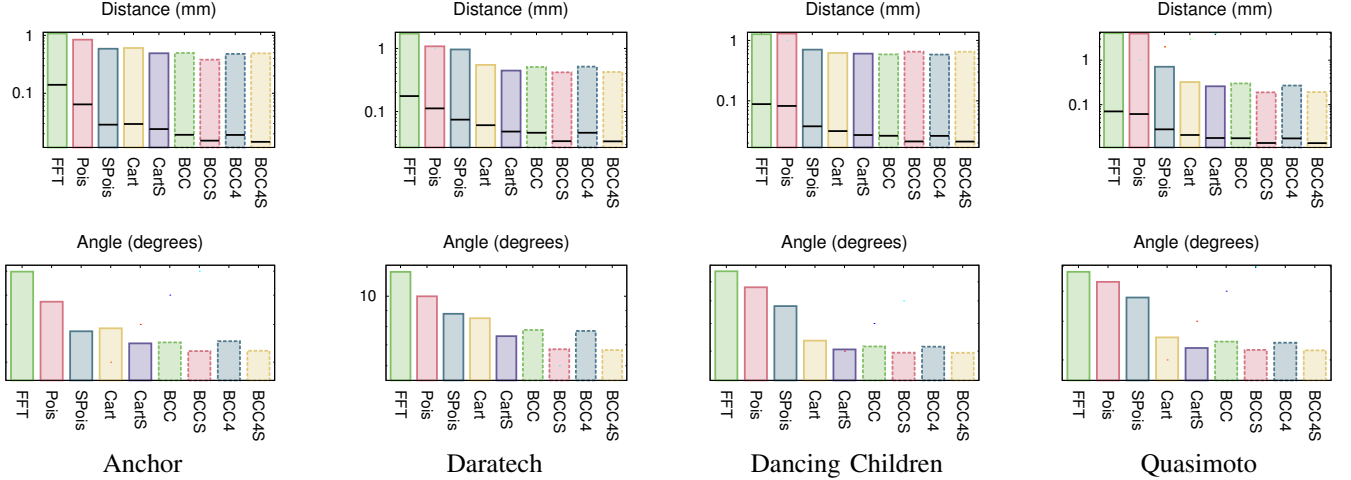 Distance (mm) Distance (mm) Distance (mm) Distance (mm)
1 1 1 1
0.1 0.1 0.1 0.1
FFT Pois SPois Cart CartS BCC BCCS BCC4 BCC4S
FFT Pois SPois Cart CartS BCC BCCS BCC4 BCC4S
FFT Pois SPois Cart CartS BCC BCCS BCC4 BCC4S
FFT Pois SPois Cart CartS BCC BCCS BCC4 BCC4S
Angle (degrees) Angle (degrees) Angle (degrees) Angle (degrees)
10
FFT Pois SPois Cart CartS BCC BCCS BCC4 BCC4S
FFT Pois SPois Cart CartS BCC BCCS BCC4 BCC4S
FFT Pois SPois Cart CartS BCC BCCS BCC4 BCC4S
FFT Pois SPois Cart CartS BCC BCCS BCC4 BCC4S
Anchor Daratech Dancing Children Quasimoto